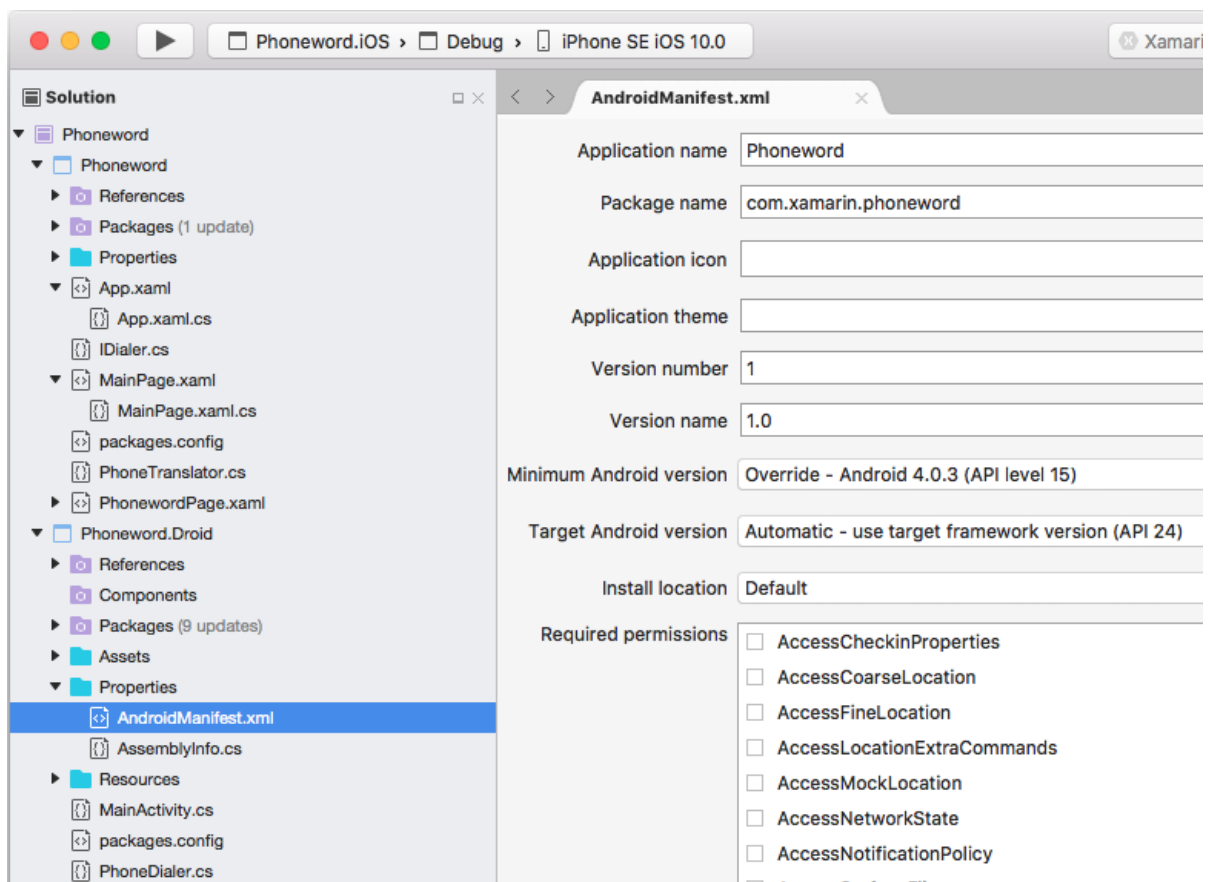 Phoneword.iOS › Debug › iPhone SE iOS 10.0
Xamari
Solution
Phoneword
Phoneword
References
Packages (1 update)
Properties
App.xaml
App.xaml.cs
IDialer.cs
MainPage.xaml
MainPage.xaml.cs
packages.config
PhoneTranslator.cs
PhonewordPage.xaml
Phoneword.Droid
References
Components
Packages (9 updates)
Assets
Properties
AndroidManifest.xml
AssemblyInfo.cs
Resources
MainActivity.cs
packages.config
PhoneDialer.cs
AndroidManifest.xml
Application name Phoneword
Package name com.xamarin.phoneword
Application icon
Application theme
Version number 1
Version name 1.0
Minimum Android version Override - Android 4.0.3 (API level 15)
Target Android version Automatic - use target framework version (API 24)
Install location Default
Required permissions
AccessCheckinProperties
AccessCoarseLocation
AccessFineLocation
AccessLocationExtraCommands
AccessMockLocation
AccessNetworkState
AccessNotificationPolicy